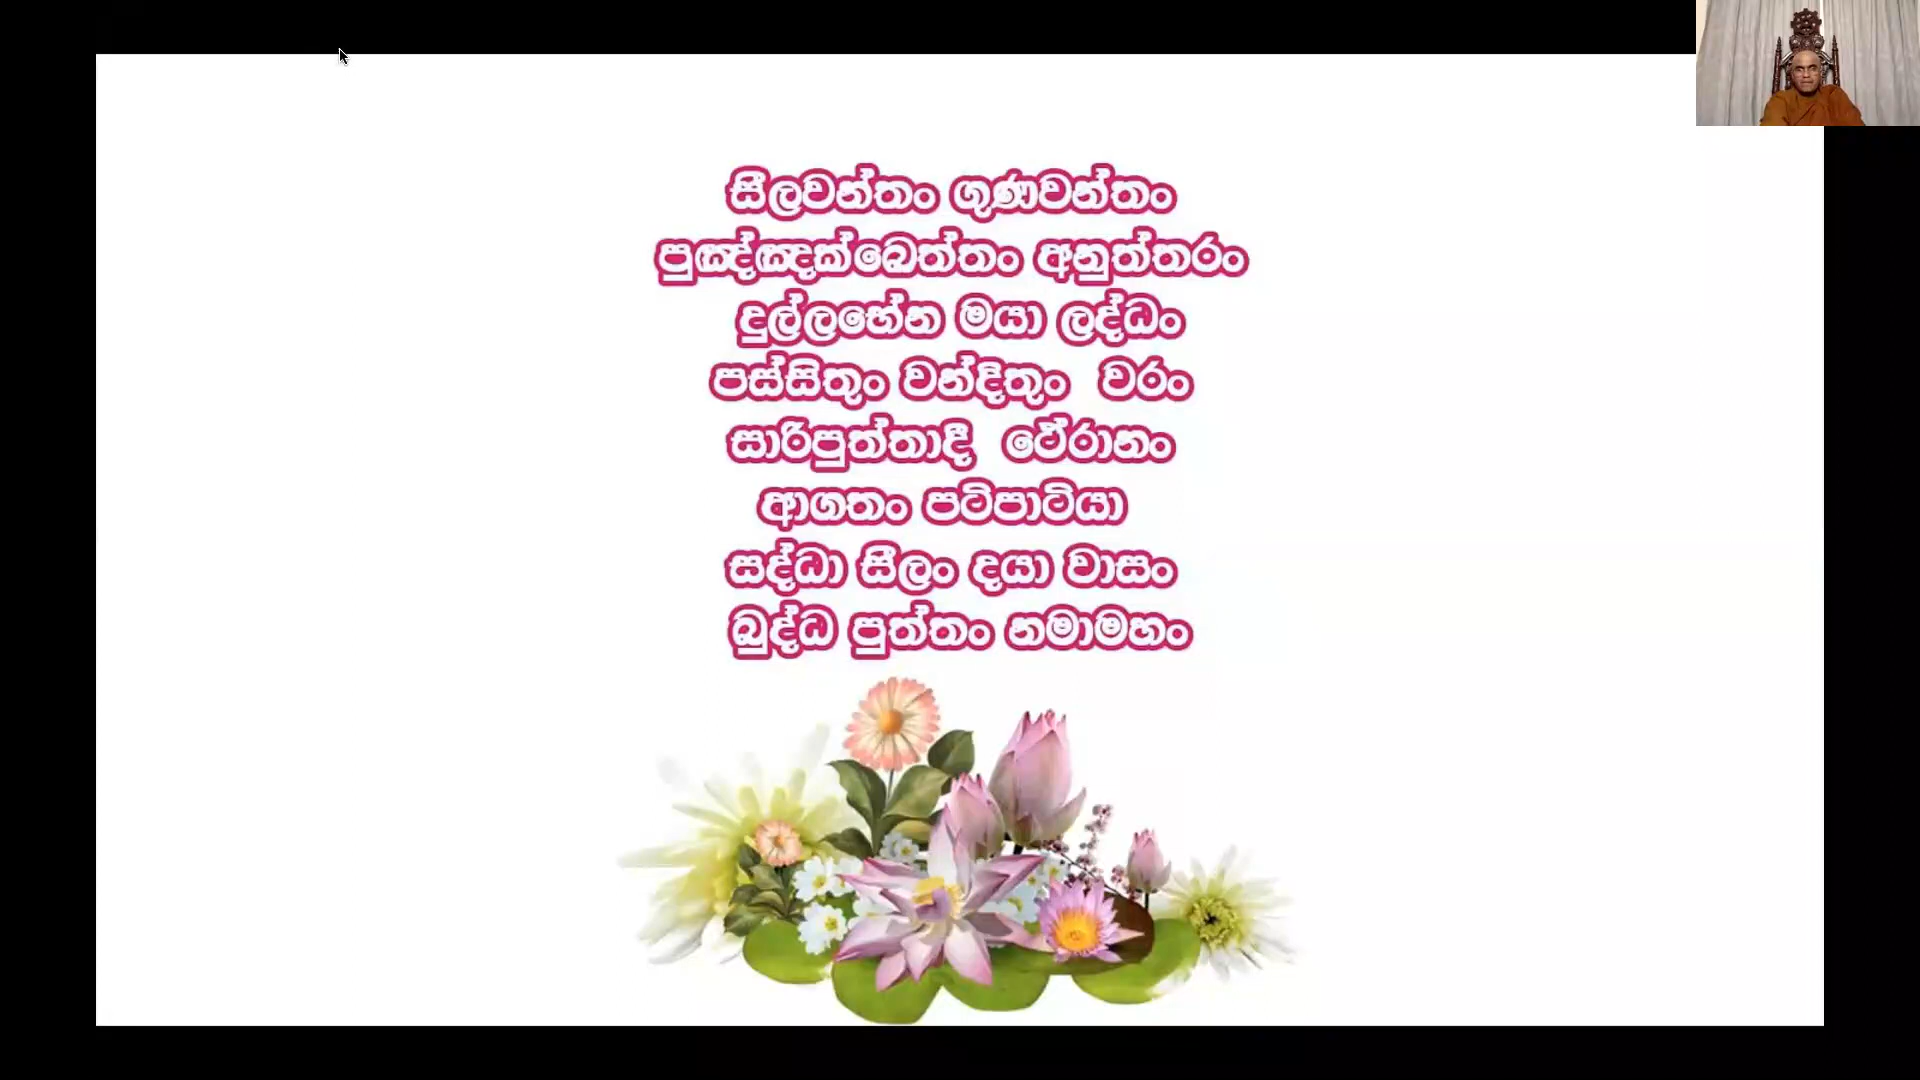 සීලවන්තං ගුණවන්තං
පුඤ්ඤක්ඛෙත්තං අනුත්තරං
දුල්ලභේන මයා ලද්ධං
පස්සිතුං වන්දිතුං වරං
සාරිපුත්තාදී ථේරානං
ආගතං පටිපාටියා
සද්ධා සීලං දයා වාසං
බුද්ධ පුත්තං නමාමහං